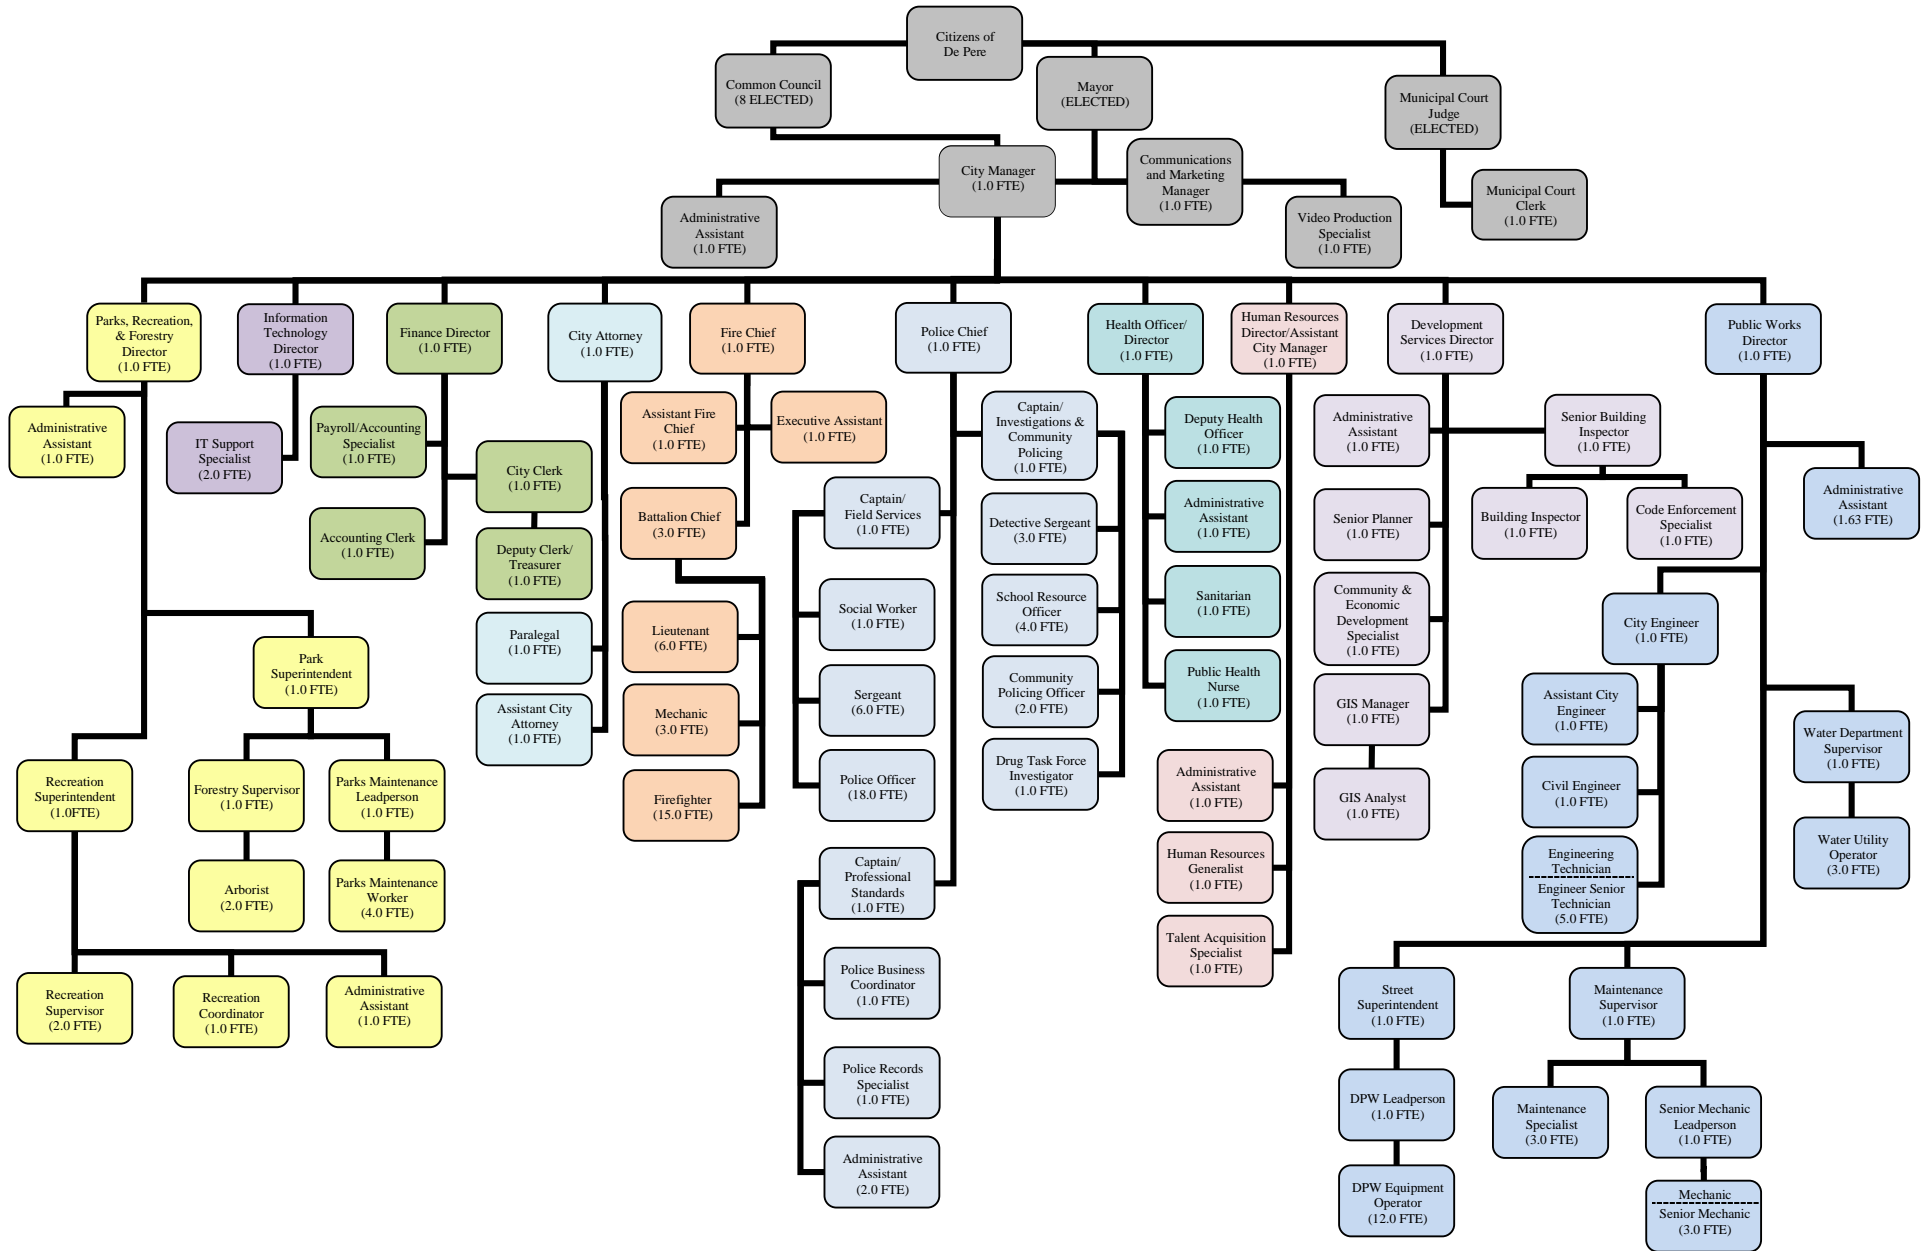 Citizens of
De Pere
Common Council
(8 ELECTED)
Mayor
(ELECTED)
Municipal Court
Judge
(ELECTED)
City Manager
(1.0 FTE)
Communications
and Marketing
Manager
(1.0 FTE)
Administrative
Assistant
(1.0 FTE)
Video Production
Specialist
(1.0 FTE)
Municipal Court
Clerk
(1.0 FTE)
Parks, Recreation,
& Forestry
Director
(1.0 FTE)
Information
Technology
Director
(1.0 FTE)
Finance Director
(1.0 FTE)
City Attorney
(1.0 FTE)
Fire Chief
(1.0 FTE)
Police Chief
(1.0 FTE)
Health Officer/
Director
(1.0 FTE)
Human Resources
Director/Assistant
City Manager
(1.0 FTE)
Development
Services Director
(1.0 FTE)
Public Works
Director
(1.0 FTE)
Administrative
Assistant
(1.0 FTE)
Park
Superintendent
(1.0 FTE)
Recreation
Superintendent
(1.0FTE)
Forestry Supervisor
(1.0 FTE)
Parks Maintenance
Leadperson
(1.0 FTE)
Arborist
(2.0 FTE)
Parks Maintenance
Worker
(4.0 FTE)
Recreation
Supervisor
(2.0 FTE)
Recreation
Coordinator
(1.0 FTE)
Administrative
Assistant
(1.0 FTE)
IT Support
Specialist
(2.0 FTE)
Payroll/Accounting
Specialist
(1.0 FTE)
City Clerk
(1.0 FTE)
Accounting Clerk
(1.0 FTE)
Deputy Clerk/
Treasurer
(1.0 FTE)
Paralegal
(1.0 FTE)
Assistant City
Attorney
(1.0 FTE)
Assistant Fire
Chief
(1.0 FTE)
Executive Assistant
(1.0 FTE)
Battalion Chief
(3.0 FTE)
Lieutenant
(6.0 FTE)
Mechanic
(3.0 FTE)
Firefighter
(15.0 FTE)
Captain/
Field Services
(1.0 FTE)
Social Worker
(1.0 FTE)
Sergeant
(6.0 FTE)
Police Officer
(18.0 FTE)
Captain/
Professional
Standards
(1.0 FTE)
Police Business
Coordinator
(1.0 FTE)
Police Records
Specialist
(1.0 FTE)
Administrative
Assistant
(2.0 FTE)
Captain/
Investigations &
Community
Policing
(1.0 FTE)
Detective Sergeant
(3.0 FTE)
School Resource
Officer
(4.0 FTE)
Community
Policing Officer
(2.0 FTE)
Drug Task Force
Investigator
(1.0 FTE)
Deputy Health
Officer
(1.0 FTE)
Administrative
Assistant
(1.0 FTE)
Sanitarian
(1.0 FTE)
Public Health
Nurse
(1.0 FTE)
Administrative
Assistant
(1.0 FTE)
Human Resources
Generalist
(1.0 FTE)
Talent Acquisition
Specialist
(1.0 FTE)
Administrative
Assistant
(1.0 FTE)
Senior Building
Inspector
(1.0 FTE)
Senior Planner
(1.0 FTE)
Building Inspector
(1.0 FTE)
Code Enforcement
Specialist
(1.0 FTE)
Community &
Economic
Development
Specialist
(1.0 FTE)
GIS Manager
(1.0 FTE)
GIS Analyst
(1.0 FTE)
Administrative
Assistant
(1.63 FTE)
City Engineer
(1.0 FTE)
Assistant City
Engineer
(1.0 FTE)
Civil Engineer
(1.0 FTE)
Engineering
Technician
Engineer Senior
Technician
(5.0 FTE)
Water Department
Supervisor
(1.0 FTE)
Water Utility
Operator
(3.0 FTE)
Street
Superintendent
(1.0 FTE)
DPW Leadperson
(1.0 FTE)
DPW Equipment
Operator
(12.0 FTE)
Maintenance
Supervisor
(1.0 FTE)
Maintenance
Specialist
(3.0 FTE)
Senior Mechanic
Leadperson
(1.0 FTE)
Mechanic
Senior Mechanic
(3.0 FTE)